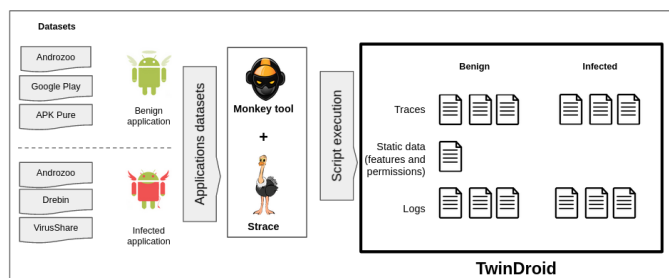 Datasets
Androzoo
Google Play
APK Pure
Benign
application
Androzoo
Drebin
VirusShare
Infected
application
Applications datasets
Monkey tool
+
Strace
Script execution
Benign
Infected
Traces
Static data
(features and
permissions)
Logs
TwinDroid